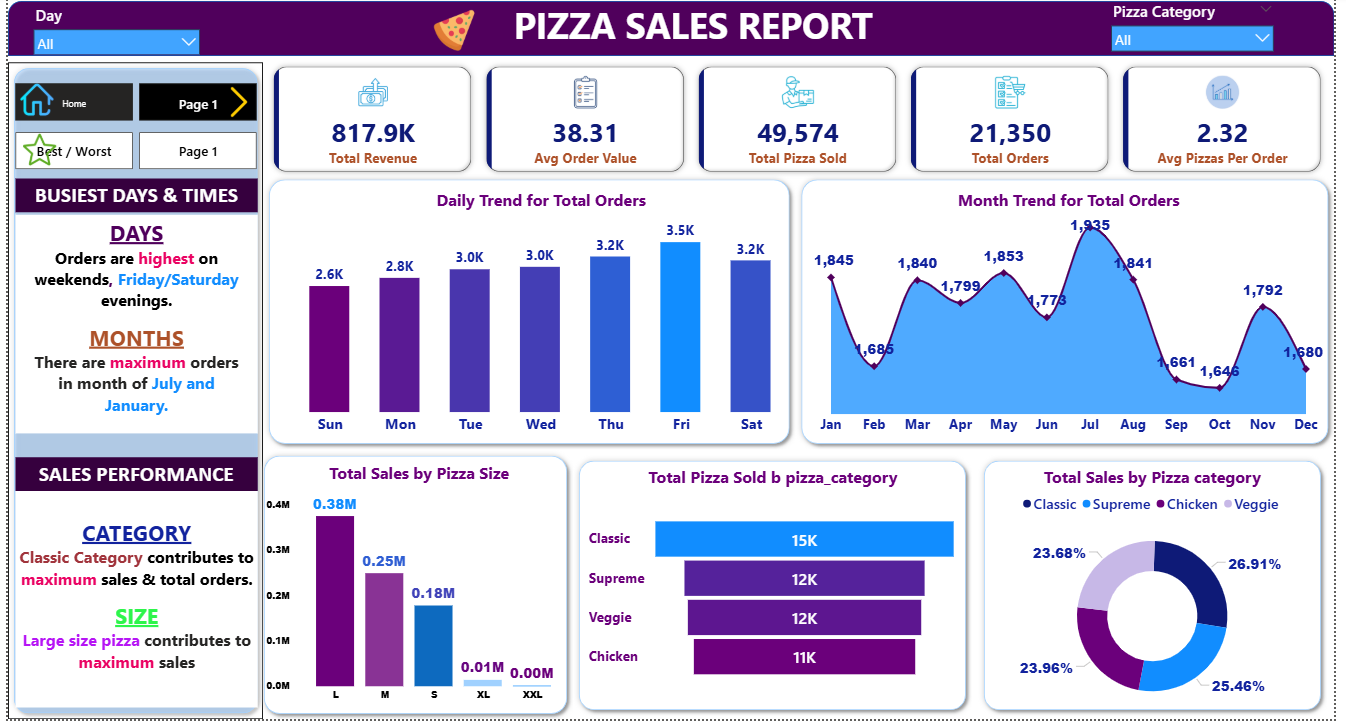 Day
All
PIZZA SALES REPORT
Pizza Category
All
Home
Page 1
Best / Worst
Page 1
BUSIEST DAYS & TIMES
DAYS
Orders are highest on
weekends, Friday/Saturday
evenings.
MONTHS
There are maximum orders
in month of July and
January.
SALES PERFORMANCE
CATEGORY
Classic Category contributes to
maximum sales & total orders.
SIZE
Large size pizza contributes to
maximum sales
817.9K
Total Revenue
38.31
Avg Order Value
49,574
Total Pizza Sold
21,350
Total Orders
2.32
Avg Pizzas Per Order
Daily Trend for Total Orders
2.6K 2.8K 3.0K 3.0K 3.2K 3.5K 3.2K
Sun Mon Tue Wed Thu Fri Sat
Month Trend for Total Orders
1,845 1,685 1,840 1,799 1,853 1,773 1,935 1,841 1,661 1,646 1,792 1,680
Jan Feb Mar Apr May Jun Jul Aug Sep Oct Nov Dec
Total Sales by Pizza Size
0.4M
0.3M
0.2M
0.1M
0.0M
0.38M 0.25M 0.18M 0.01M 0.00M
L M S XL XXL
Total Pizza Sold b pizza_category
Classic 15K
Supreme 12K
Veggie 12K
Chicken 11K
Total Sales by Pizza category
Classic Supreme Chicken Veggie
23.68%
26.91%
23.96%
25.46%